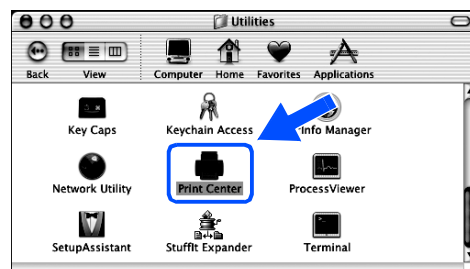 Utilities
Back View Computer Home Favorites Applications
Key Caps Keychain Access Info Manager
Network Utility Print Center ProcessViewer
SetupAssistant StuffIt Expander Terminal